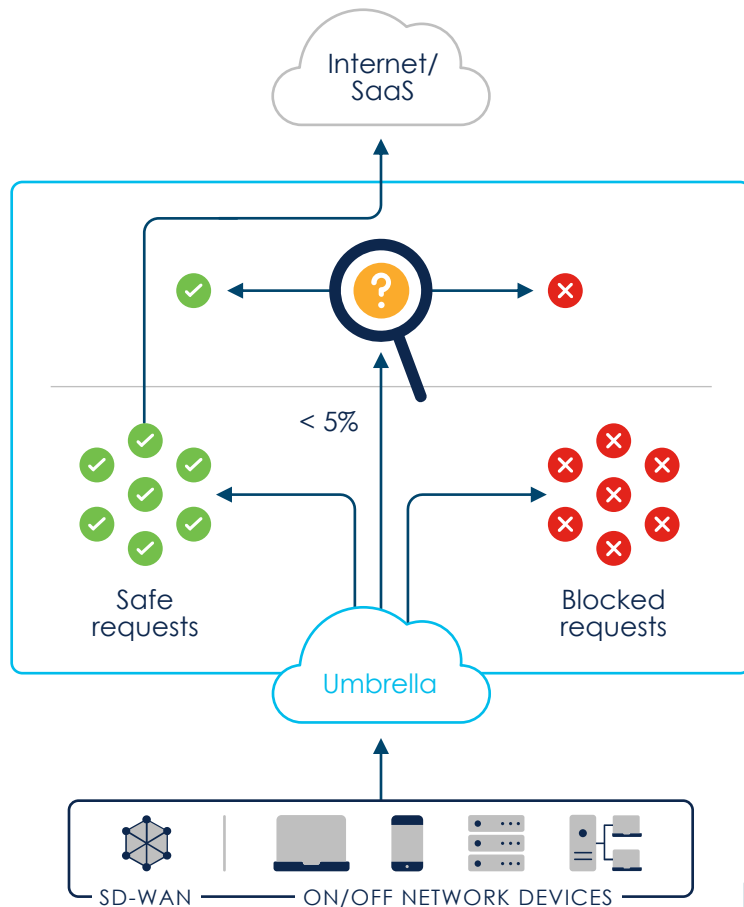 Internet/
SaaS
?
< 5%
Safe
requests
Blocked
requests
Umbrella
SD-WAN
ON/OFF NETWORK DEVICES